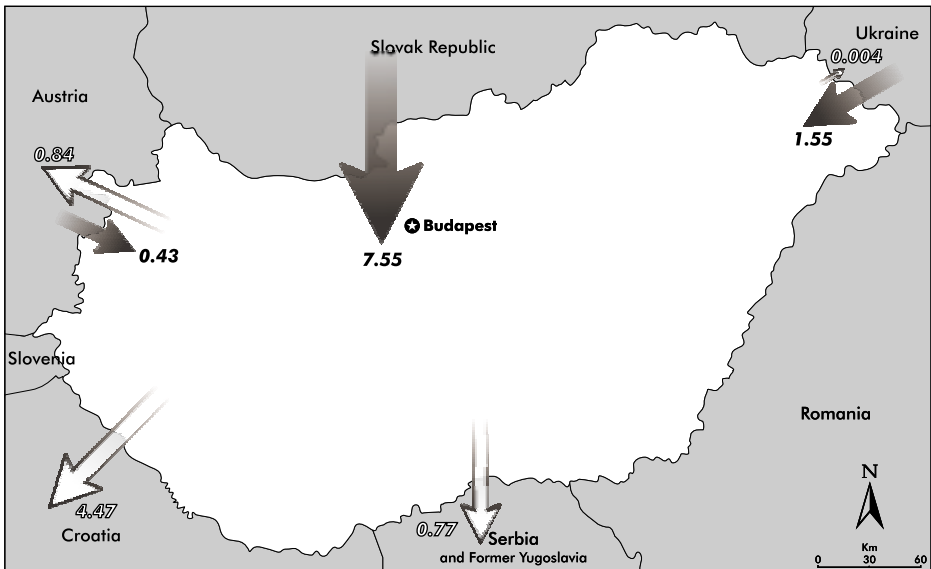 Slovak Republic
Ukraine
0.004
Austria
1.55
0.84
Budapest
0.43
7.55
Slovenia
Romania
N
4.47
Croatia
0.77
Serbia
and Former Yugoslavia
Km
0 30 60